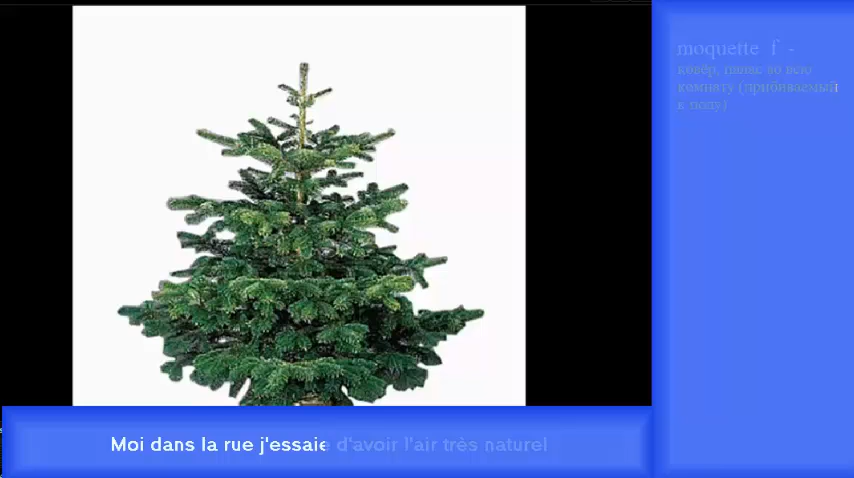 moquette f -
ковёр, палас во всю
комнату (прибиваемый
к полу)
Moi dans la rue j'essaie d'avoir l'air très naturel